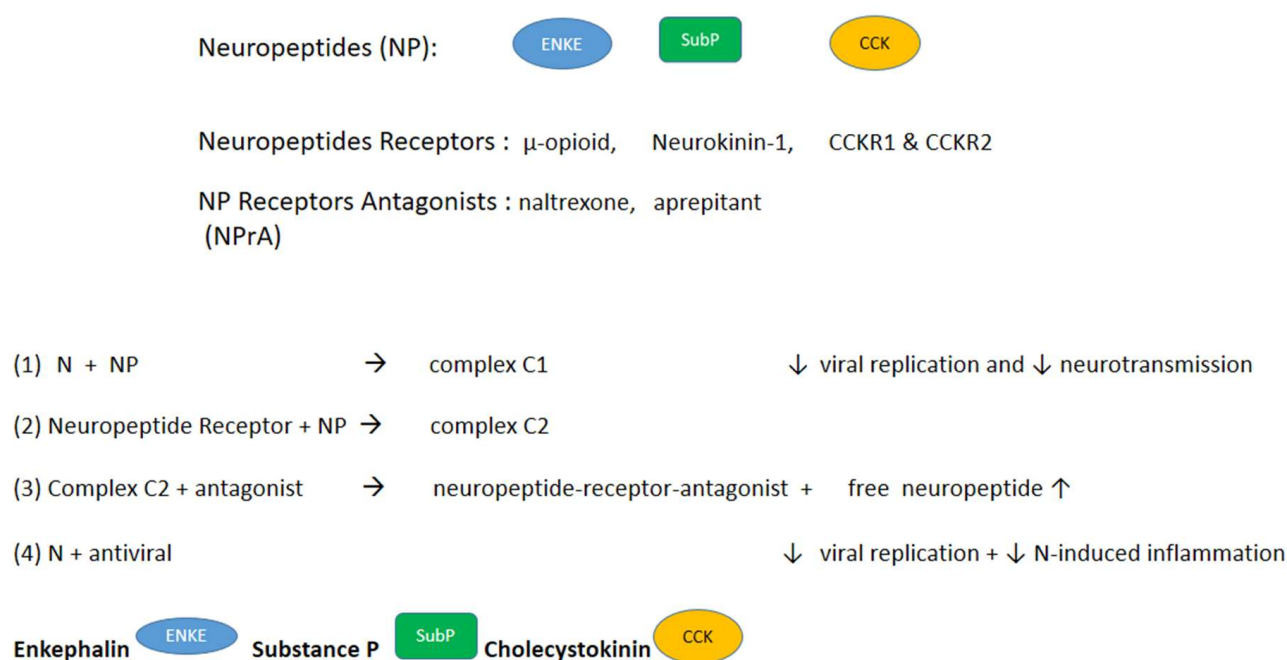 Neuropeptides (NP): ENKE SubP CCK
Neuropeptides Receptors : μ-opioid, Neurokinin-1, CCKR1 & CCKR2
NP Receptors Antagonists : naltrexone, aprepitant
(NPrA)
(1) N + NP → complex C1 ↓ viral replication and ↓ neurotransmission
(2) Neuropeptide Receptor + NP → complex C2
(3) Complex C2 + antagonist → neuropeptide-receptor-antagonist + free neuropeptide ↑
(4) N + antiviral ↓ viral replication + ↓ N-induced inflammation
Enkephalin ENKE Substance P SubP Cholecystokinin CCK